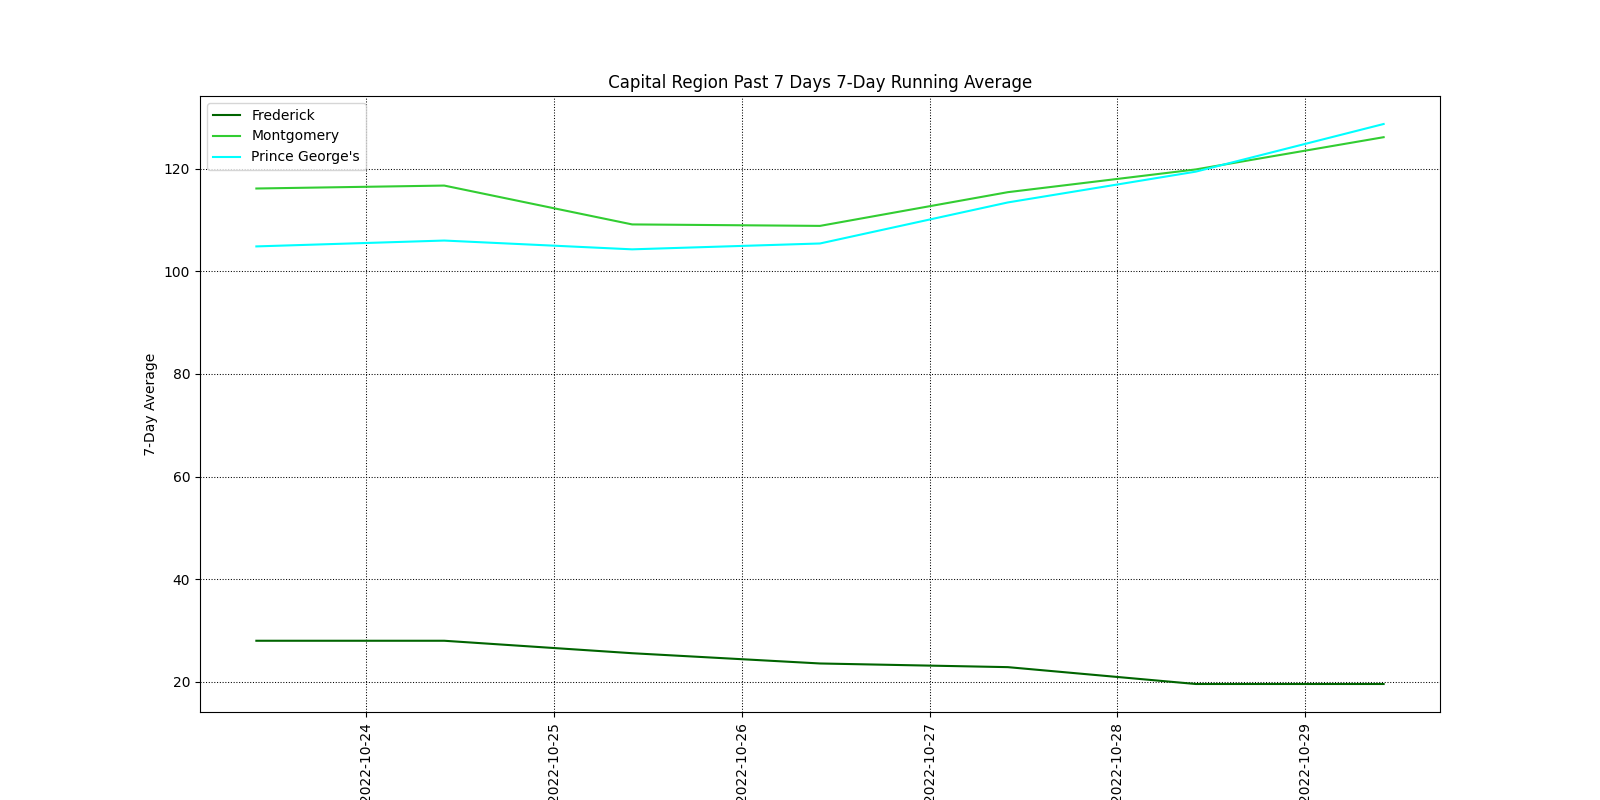 Capital Region Past 7 Days 7-Day Running Average
Frederick
Montgomery
Prince George's
120
100
80
60
40
20
7-Day Average
2022-10-24
2022-10-25
2022-10-26
2022-10-27
2022-10-28
2022-10-29